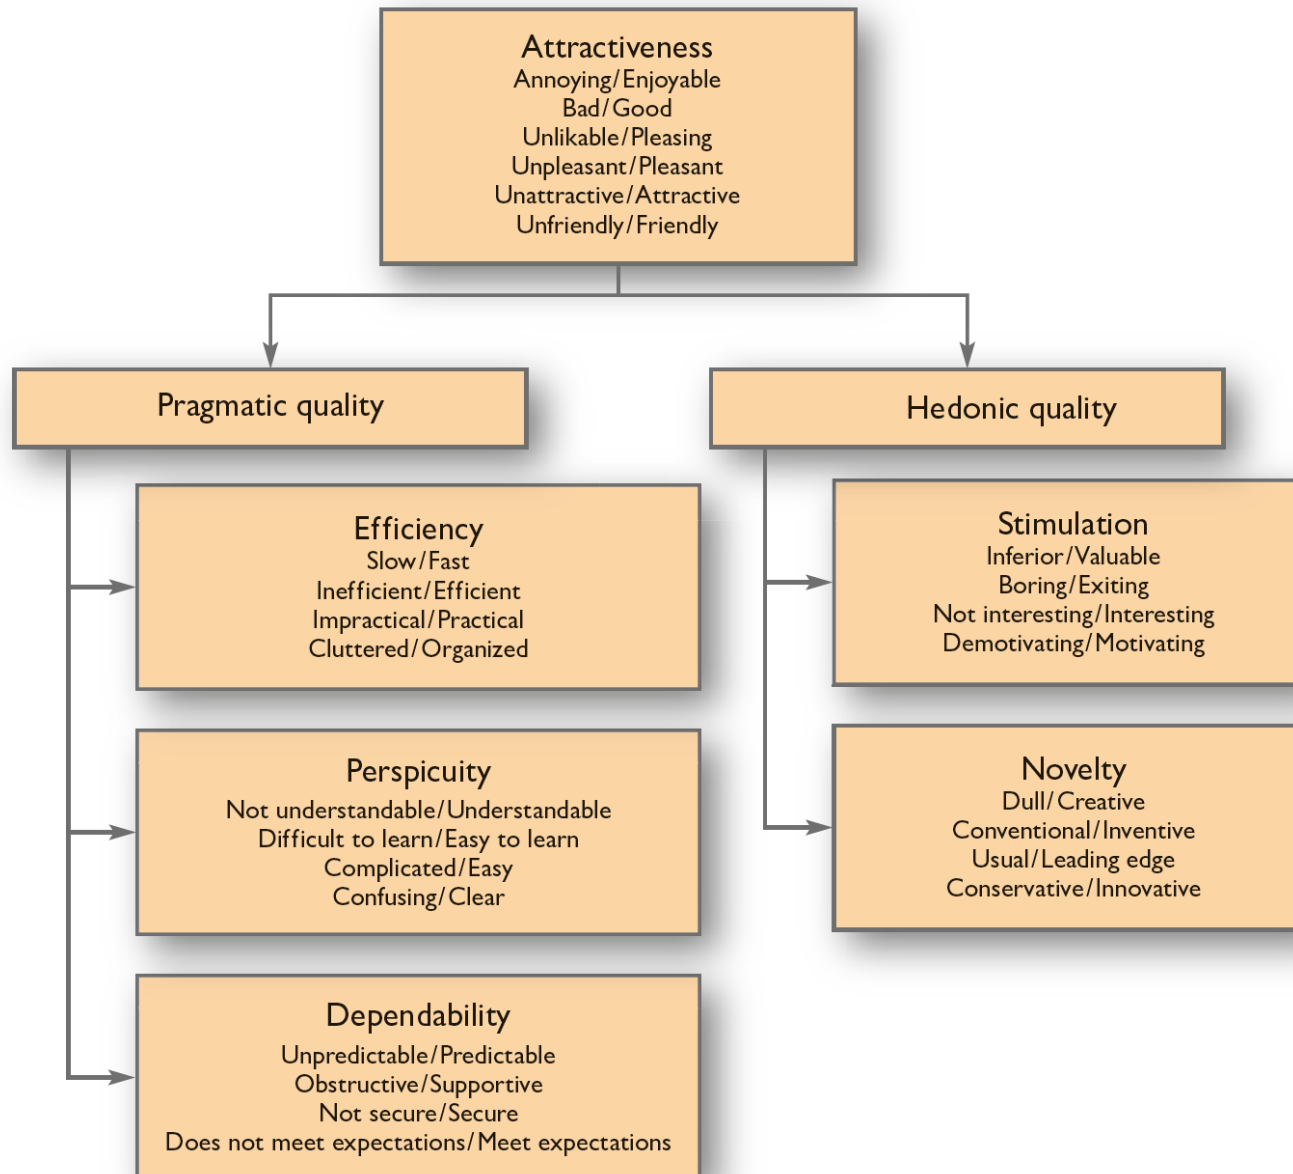 Attractiveness
Annoying/Enjoyable
Bad/Good
Unlikable/Pleasing
Unpleasant/Pleasant
Unattractive/Attractive
Unfriendly/Friendly
Pragmatic quality
Efficiency
Slow/Fast
Inefficient/Efficient
Impractical/Practical
Cluttered/Organized
Perspicuity
Not understandable/Understandable
Difficult to learn/Easy to learn
Complicated/Easy
Confusing/Clear
Dependability
Unpredictable/Predictable
Obstructive/Supportive
Not secure/Secure
Does not meet expectations/Meet expectations
Hedonic quality
Stimulation
Inferior/Valuable
Boring/Exiting
Not interesting/Interesting
Demotivating/Motivating
Novelty
Dull/Creative
Conventional/Inventive
Usual/Leading edge
Conservative/Innovative